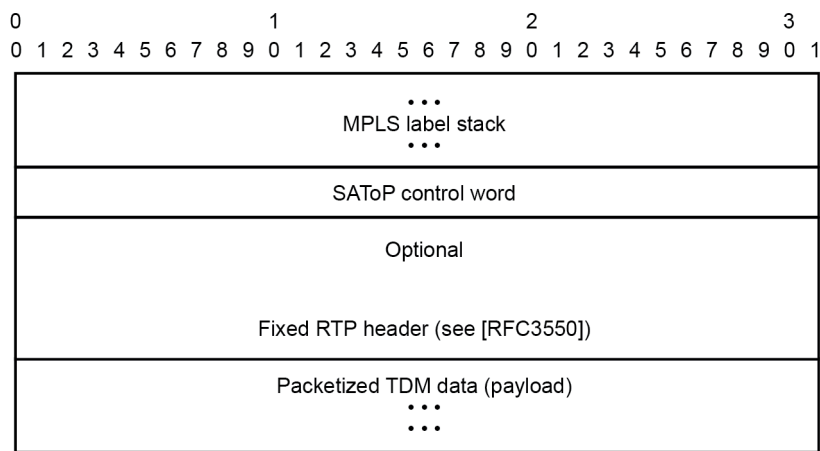 0 1 2 3
0 1 2 3 4 5 6 7 8 9 0 1 2 3 4 5 6 7 8 9 0 1 2 3 4 5 6 7 8 9 0 1
...
MPLS label stack
...
SAToP control word
Optional
Fixed RTP header (see [RFC3550])
Packetized TDM data (payload)
...
...